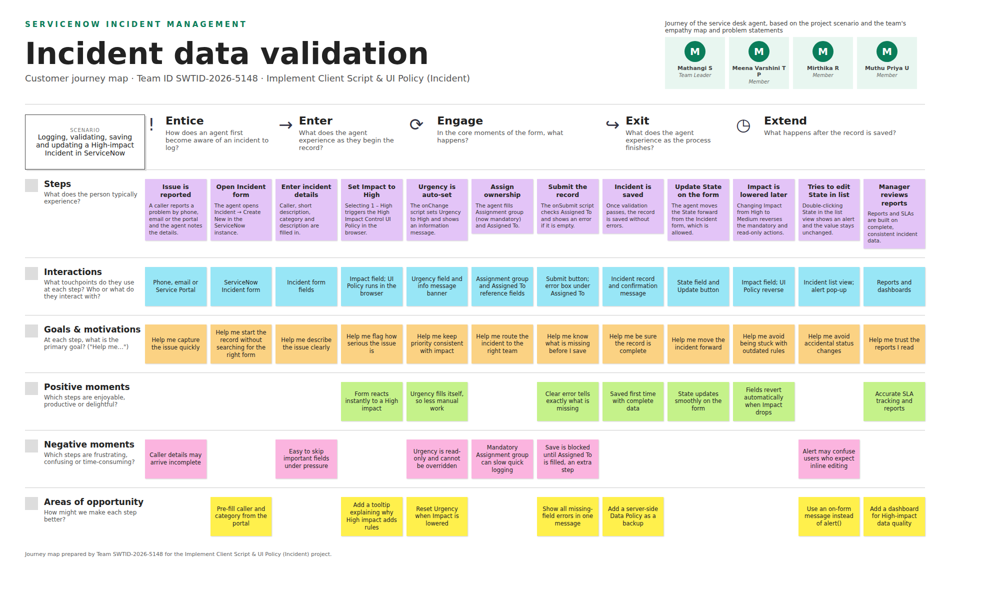 SERVICENOW INCIDENT MANAGEMENT
Incident data validation
Customer journey map · Team ID SWTID-2026-5148 · Implement Client Script & UI Policy (Incident)
Journey of the service desk agent, based on the project scenario and the team's
empathy map and problem statements
M
Mathangi S
Team Leader
M
Meena Varshini T
P
Member
M
Mirthika R
Member
M
Muthu Priya U
Member
SCENARIO
Logging, validating, saving
and updating a High-impact
Incident in ServiceNow
!
Entice
How does an agent first
become aware of an incident to
log?
→
Enter
What does the agent
experience as they begin the
record?
⟳
Engage
In the core moments of the form, what
happens?
↪
Exit
What does the agent
experience as the process
finishes?
◷
Extend
What happens after the record is saved?
Steps
What does the person typically
experience?
Issue is
reported
A caller reports a
problem by phone,
email or the portal
and the agent notes
the details.
Open Incident
form
The agent opens
Incident → Create
New in the
ServiceNow
instance.
Enter incident
details
Caller, short
description,
category and
description are
filled in.
Set Impact to
High
Selecting 1 – High
triggers the High
Impact Control UI
Policy in the
browser.
Urgency is
auto-set
The onChange
script sets Urgency
to High and shows
an information
message.
Assign
ownership
The agent fills
Assignment group
(now mandatory)
and Assigned To.
Submit the
record
The onSubmit script
checks Assigned To
and shows an error
if it is empty.
Incident is
saved
Once validation
passes, the record
is saved without
errors.
Update State
on the form
The agent moves
the State forward
from the Incident
form, which is
allowed.
Impact is
lowered later
Changing Impact
from High to
Medium reverses
the mandatory and
read-only actions.
Tries to edit
State in list
Double-clicking
State in the list
view shows an alert
and the value stays
unchanged.
Manager
reviews
reports
Reports and SLAs
are built on
complete,
consistent incident
data.
Interactions
What touchpoints do they use
at each step? Who or what do
they interact with?
Phone, email or
Service Portal
ServiceNow
Incident form
Incident form
fields
Impact field; UI
Policy runs in the
browser
Urgency field and
info message
banner
Assignment group
and Assigned To
reference fields
Submit button;
error box under
Assigned To
Incident record
and confirmation
message
State field and
Update button
Impact field; UI
Policy reverse
Incident list view;
alert pop-up
Reports and
dashboards
Goals & motivations
At each step, what is the
primary goal? ("Help me...")
Help me capture
the issue quickly
Help me start the
record without
searching for the
right form
Help me describe
the issue clearly
Help me flag how
serious the issue
is
Help me keep
priority consistent
with impact
Help me route the
incident to the
right team
Help me know
what is missing
before I save
Help me be sure
the record is
complete
Help me move the
incident forward
Help me avoid
being stuck with
outdated rules
Help me avoid
accidental status
changes
Help me trust the
reports I read
Positive moments
Which steps are enjoyable,
productive or delightful?
Form reacts
instantly to a High
impact
Urgency fills itself,
so less manual
work
Clear error tells
exactly what is
missing
Saved first time
with complete
data
State updates
smoothly on the
form
Fields revert
automatically
when Impact
drops
Accurate SLA
tracking and
reports
Negative moments
Which steps are frustrating,
confusing or time-consuming?
Caller details may
arrive incomplete
Easy to skip
important fields
under pressure
Urgency is read-
only and cannot
be overridden
Mandatory
Assignment group
can slow quick
logging
Save is blocked
until Assigned To
is filled, an extra
step
Alert may confuse
users who expect
inline editing
Areas of opportunity
How might we make each step
better?
Pre-fill caller and
category from the
portal
Add a tooltip
explaining why
High impact adds
rules
Reset Urgency
when Impact is
lowered
Show all missing-
field errors in one
message
Add a server-side
Data Policy as a
backup
Use an on-form
message instead
of alert()
Add a dashboard
for High-impact
data quality
Journey map prepared by Team SWTID-2026-5148 for the Implement Client Script & UI Policy (Incident) project.